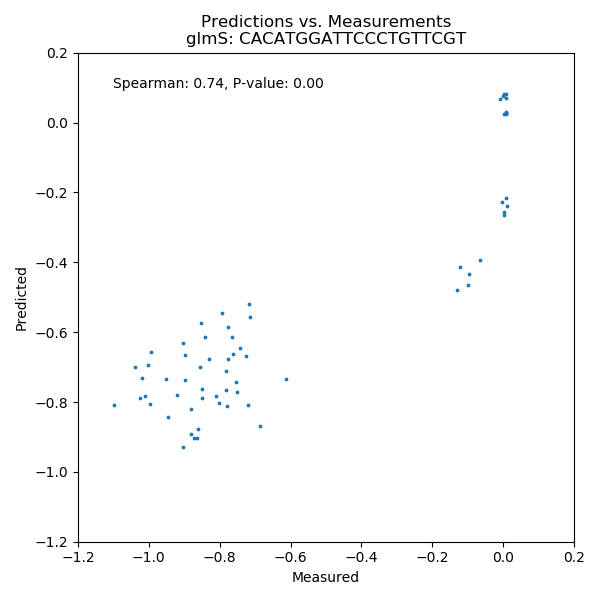 Predictions vs. Measurements
glmS: CACATGGATTCCCTGTTCGT
Spearman: 0.74, P-value: 0.00
0.2
0.0
−0.2
−0.4
−0.6
−0.8
−1.0
−1.2
Predicted
−1.2 −1.0 −0.8 −0.6 −0.4 −0.2 0.0 0.2
Measured